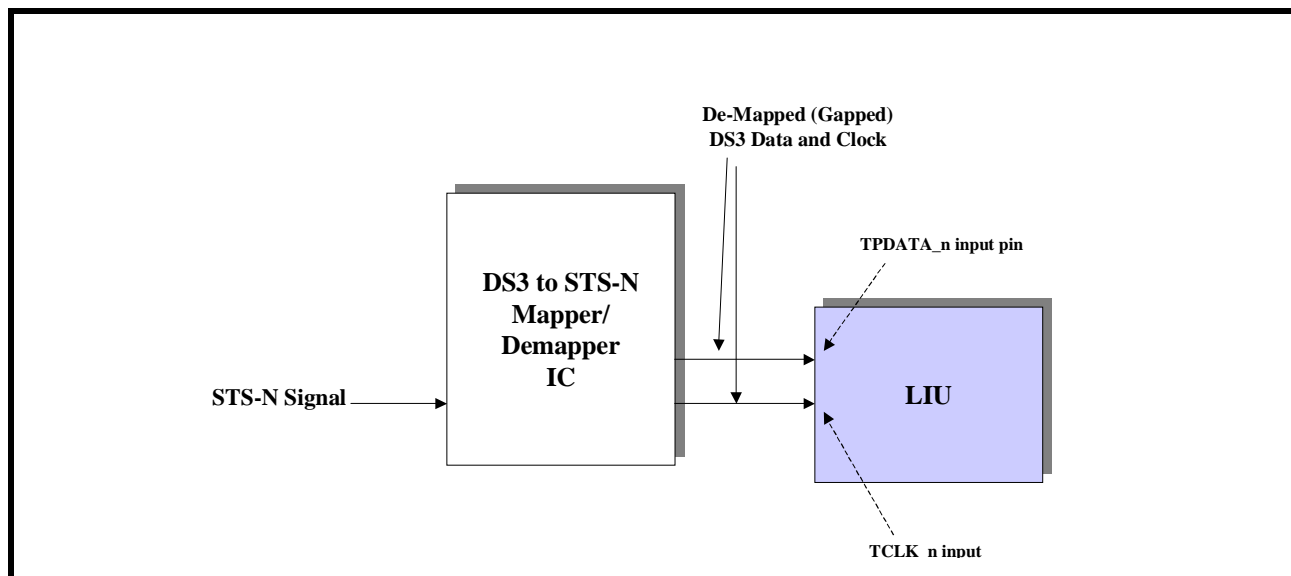 De-Mapped (Gapped)
DS3 Data and Clock
TPDATA_n input pin
DS3 to STS-N
Mapper/
Demapper
IC
STS-N Signal
LIU
TCLK_n input